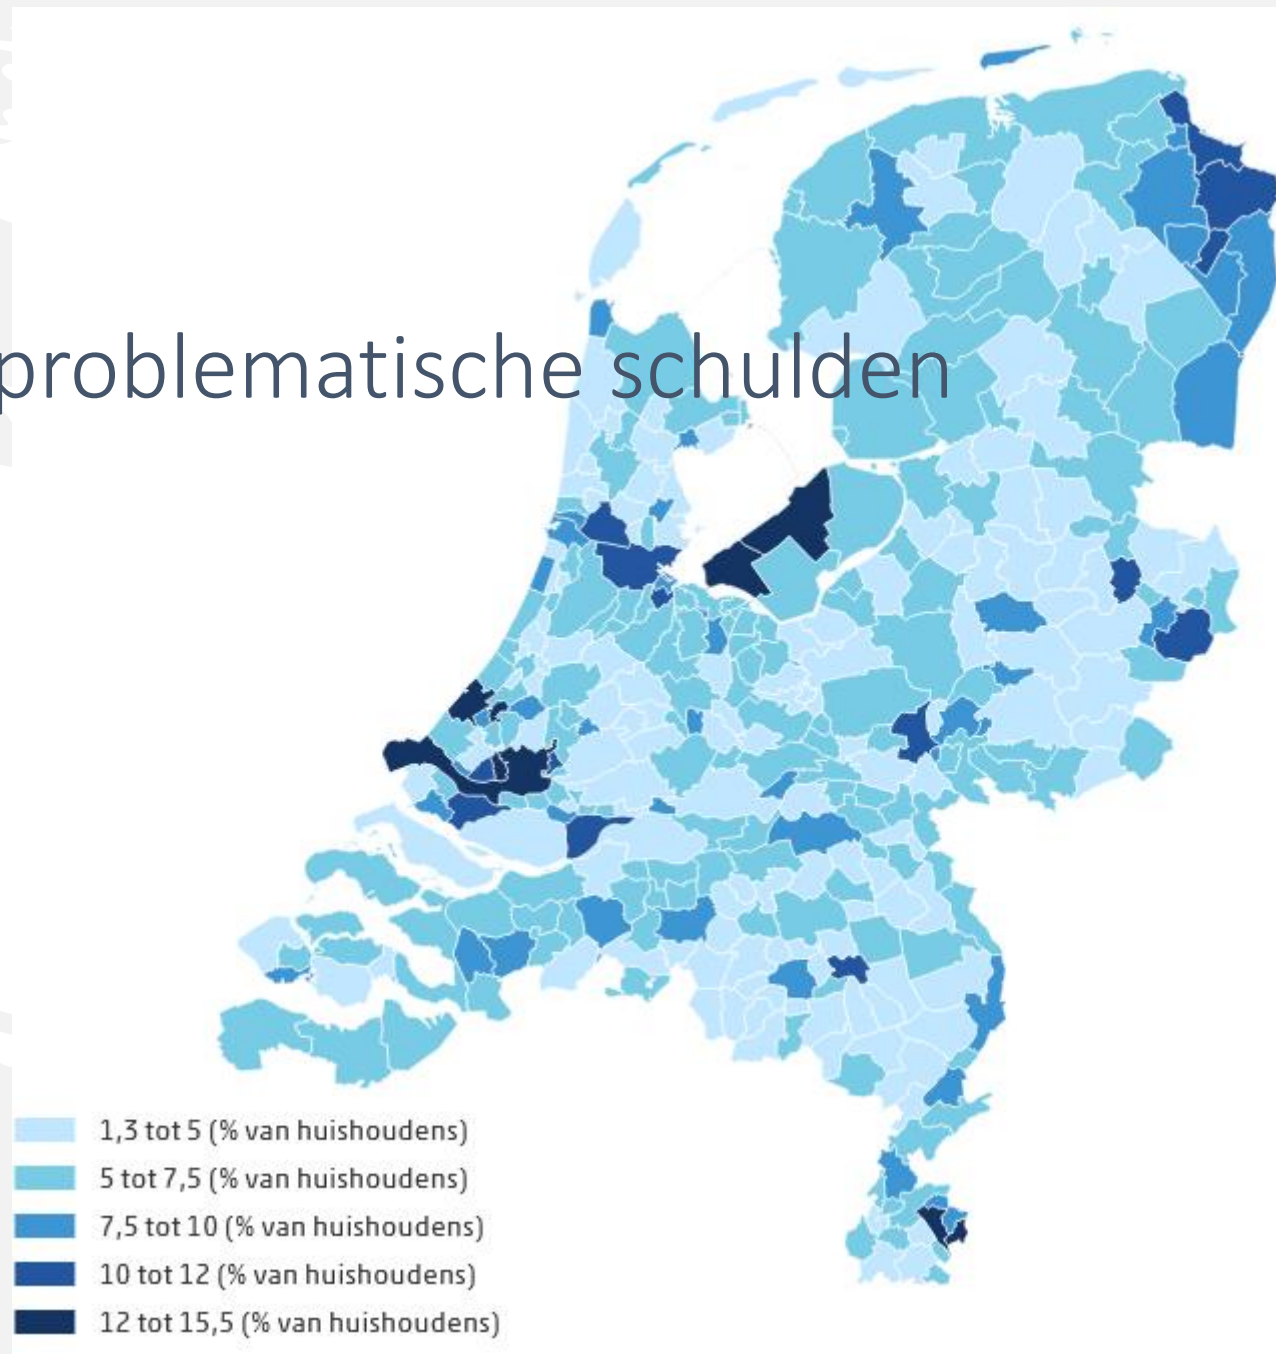 problematische schulden
1,3 tot 5 (% van huishoudens)
5 tot 7,5 (% van huishoudens)
7,5 tot 10 (% van huishoudens)
10 tot 12 (% van huishoudens)
12 tot 15,5 (% van huishoudens)